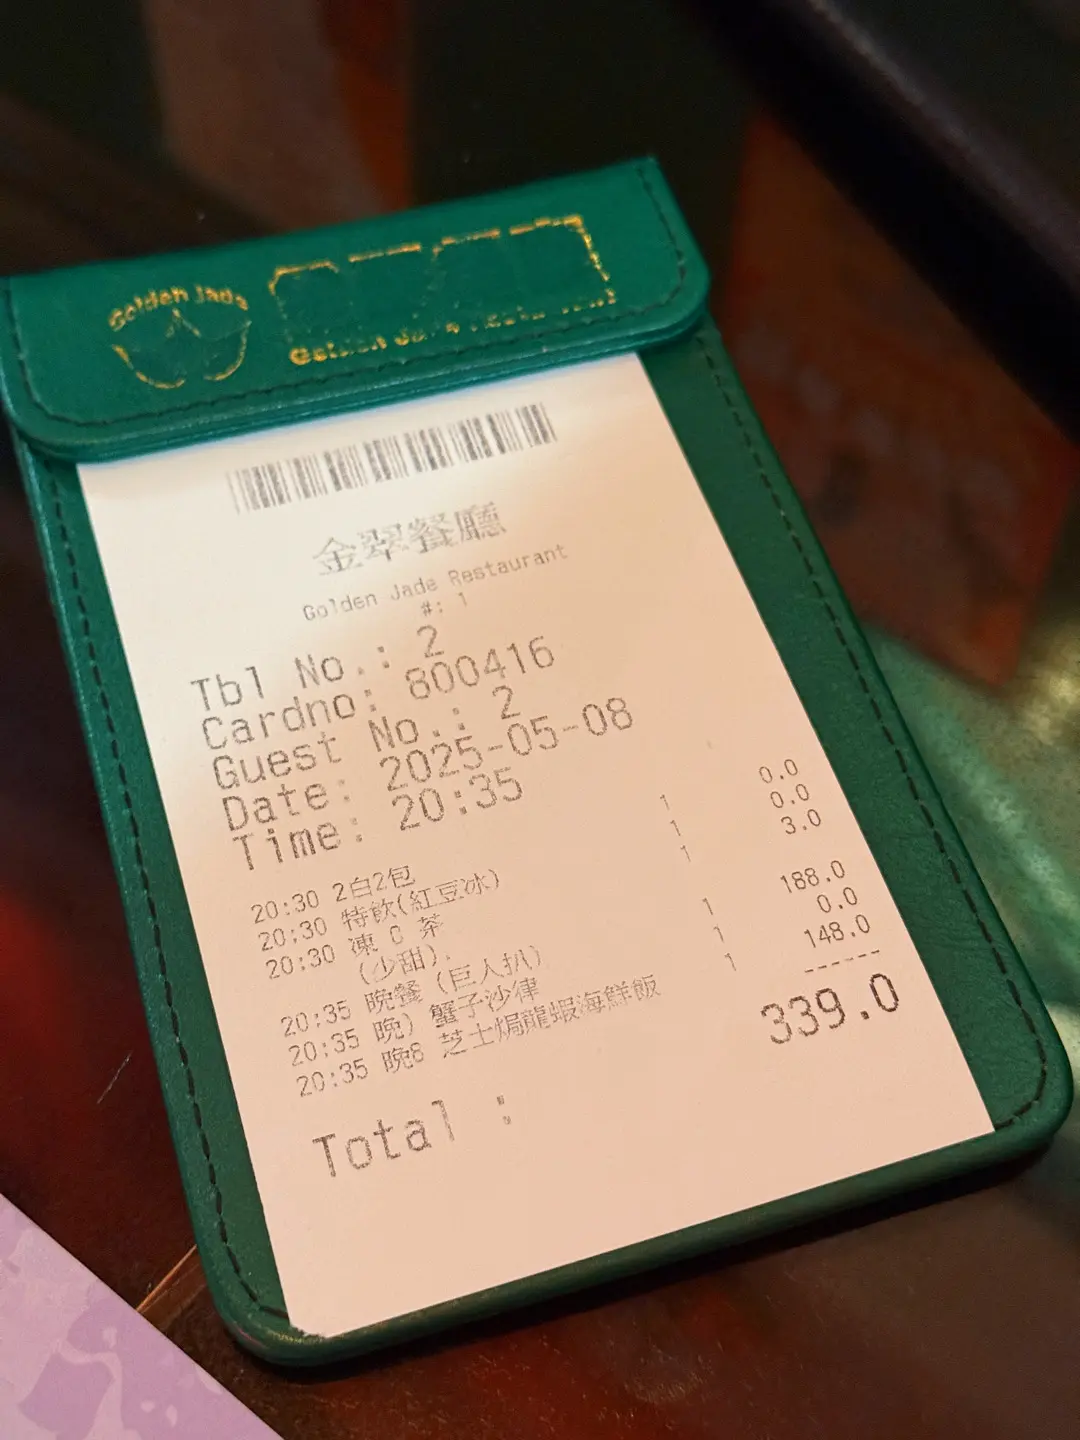 Golden Jade
金翠餐廳
Golden Jade Restaurant
#: 1
Tbl No.: 2
Cardno: 800416
Guest No.: 2
Date: 2025-05-08
Time: 20:35
20:30 2白2包 1 0.0
20:30 特飲(紅豆冰) 1 0.0
20:30 凍 C 茶 1 3.0
(少甜).
20:35 晚餐 (巨人扒) 1 188.0
20:35 晚) 蟹子沙律 1 0.0
20:35 晚6 芝士焗龍蝦海鮮飯 1 148.0
------
Total : 339.0